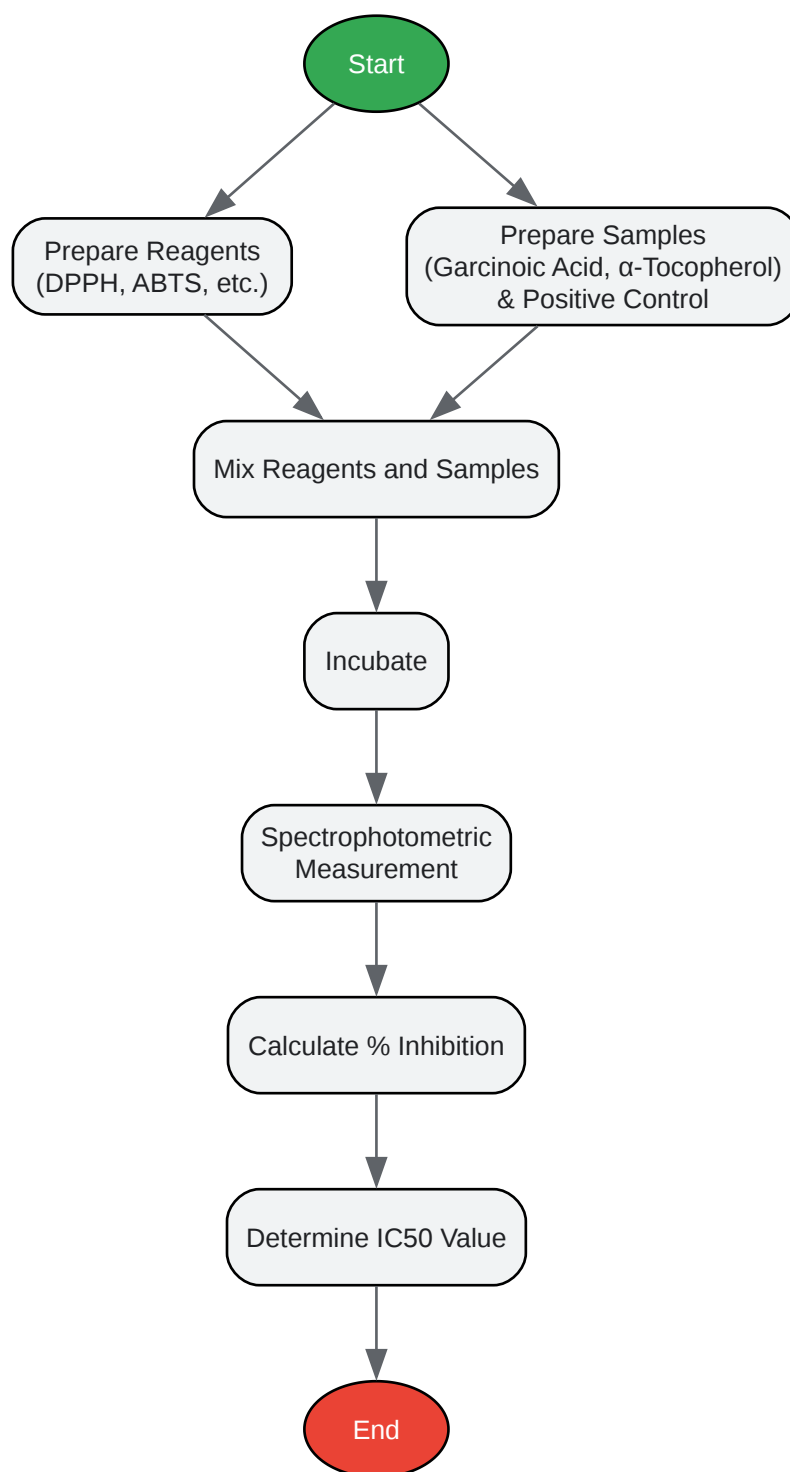 Start
Prepare Reagents
(DPPH, ABTS, etc.)
Prepare Samples
(Garcinoic Acid, α-Tocopherol)
& Positive Control
Mix Reagents and Samples
Incubate
Spectrophotometric
Measurement
Calculate % Inhibition
Determine IC50 Value
End